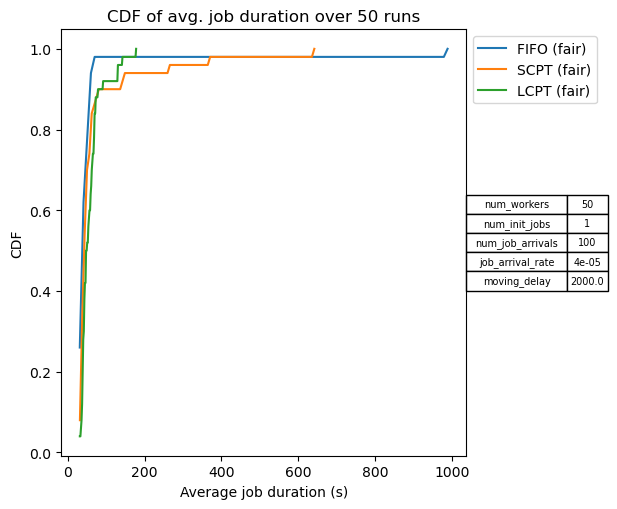 CDF of avg. job duration over 50 runs
1.0
0.8
0.6
0.4
0.2
0.0
CDF
0 200 400 600 800 1000
Average job duration (s)
FIFO (fair)
SCPT (fair)
LCPT (fair)
num_workers 50
num_init_jobs 1
num_job_arrivals 100
job_arrival_rate 4e-05
moving_delay 2000.0